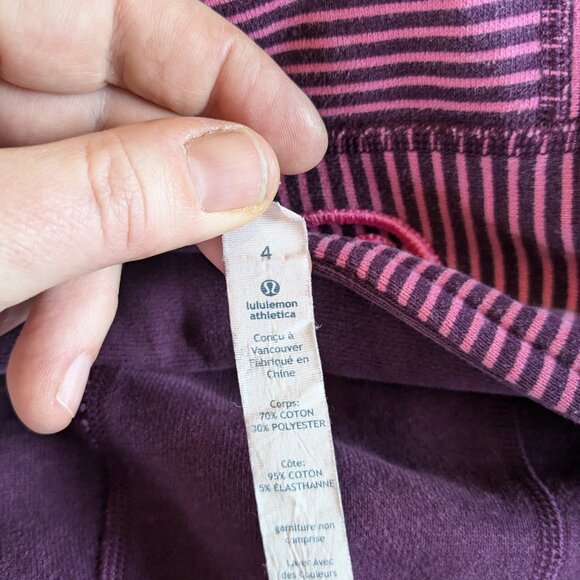 4
lululemon
athletica
Conçu à
Vancouver
Fabriqué en
Chine
Corps:
70% COTON
30% POLYESTER
Côte:
95% COTON
5% ÉLASTHANNE
garniture non
comprise
Laver Avec
des Couleurs